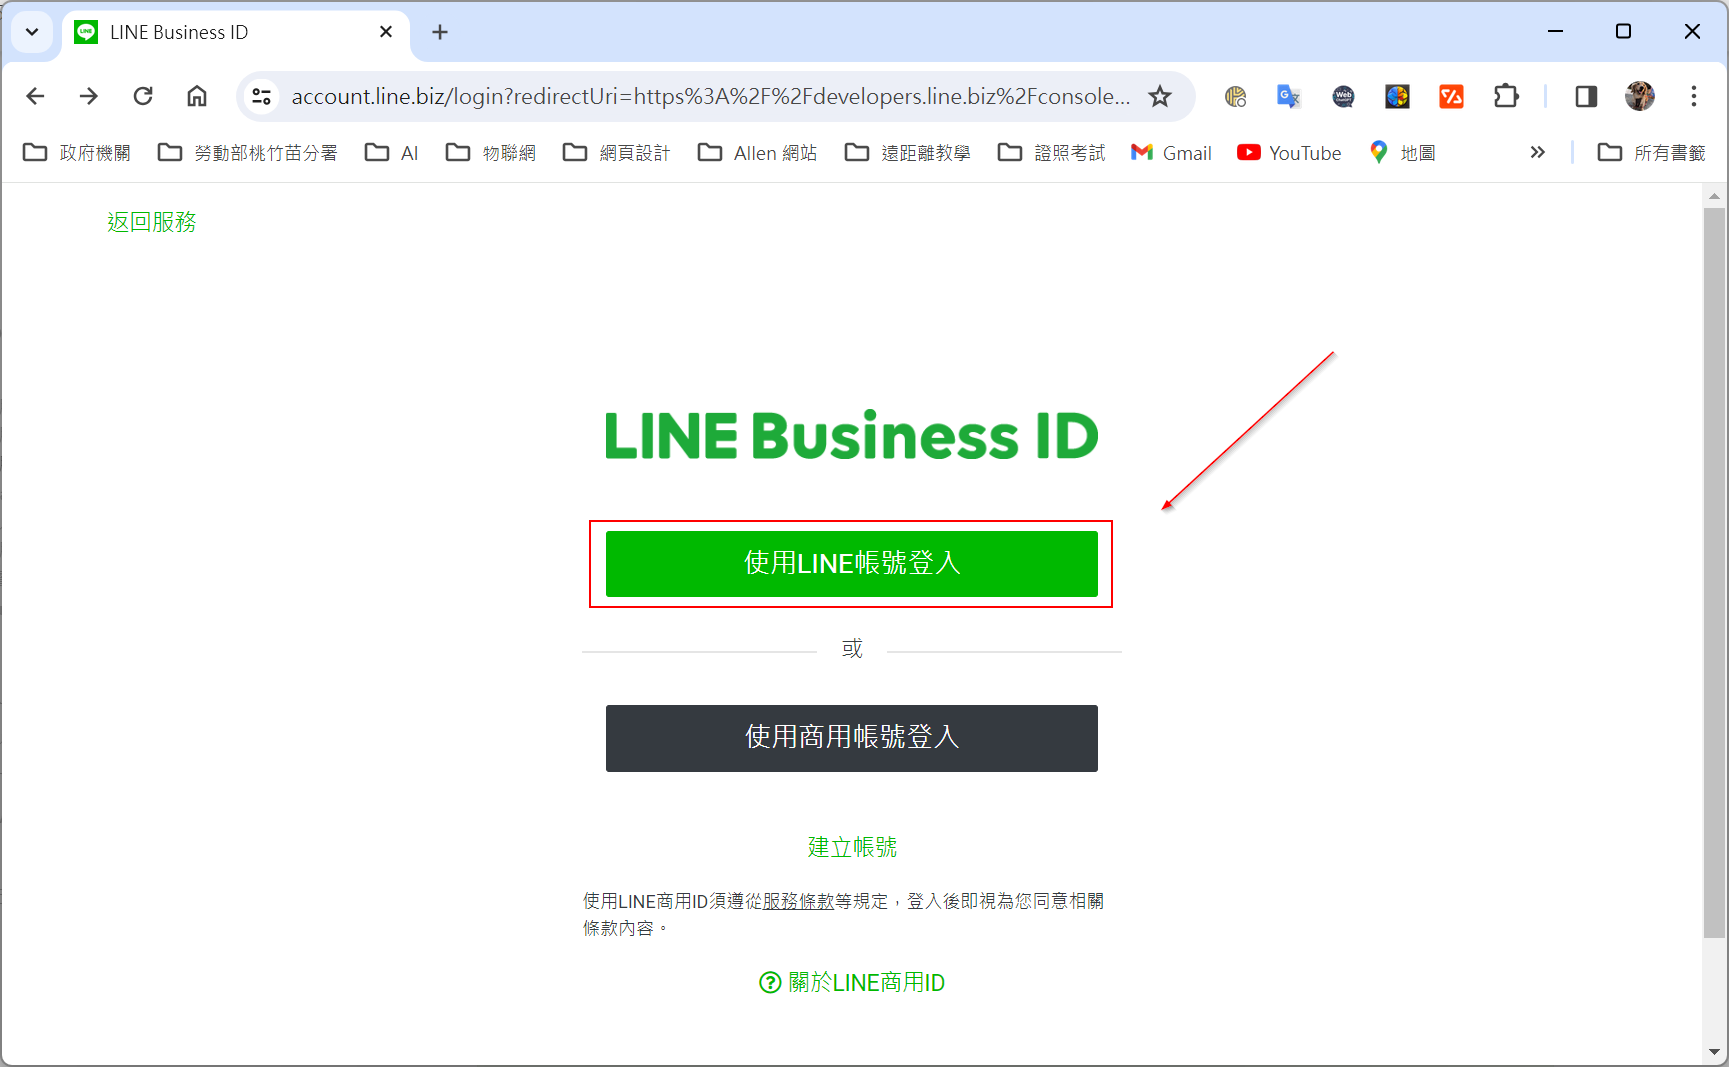 LINE Business ID
account.line.biz/login?redirectUri=https%3A%2F%2Fdevelopers.line.biz%2Fconsole...
政府機關 勞動部桃竹苗分署 AI 物聯網 網頁設計 Allen 網站 遠距離教學 證照考試 Gmail YouTube 地圖 所有書籤
返回服務
LINE Business ID
使用LINE帳號登入
或
使用商用帳號登入
建立帳號
使用LINE商用ID須遵從服務條款等規定，登入後即視為您同意相關
條款內容。
關於LINE商用ID